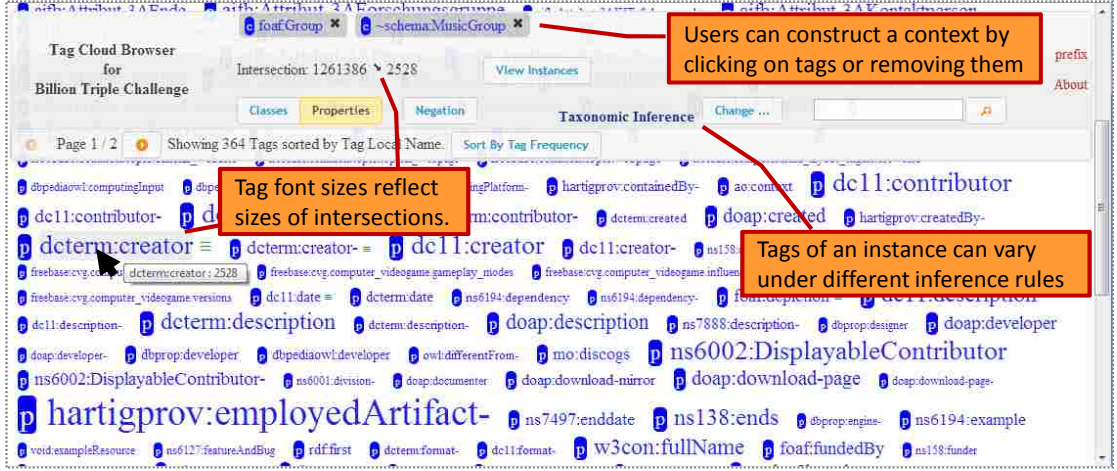 foaf:Group ✖ ~schema:MusicGroup ✖
Users can construct a context by
clicking on tags or removing them
Tag Cloud Browser
for
Billion Triple Challenge
Intersection: 1261386 ➘ 2528
View Instances
prefix
About
Classes Properties Negation
Taxonomic Inference Change ...
Page 1 / 2 Showing 364 Tags sorted by Tag Local Name. Sort By Tag Frequency
Tag font sizes reflect
sizes of intersections.
p dbpediaowl:computingInput p p hartigprov:containedBy- p ao:context p dc11:contributor
p dc11:contributor- p p dcterm:created p doap:created p hartigprov:createdBy-
p dcterm:creator ≡ p dcterm:creator- ≡ p dc11:creator p dc11:creator-
Tags of an instance can vary
under different inference rules
dcterm:creator : 2528
p freebase:cvg.computer_videogame.gameplay_modes
p freebase:cvg.computer_videogame.versions p dc11:date ≡ p dcterm:date p ns6194:dependency p ns6194:dependency-
p dc11:description- p dcterm:description p dcterm:description- p doap:description p ns7888:description- p dbprop:designer p doap:developer
p doap:developer- p dbprop:developer p dbpediaowl:developer p owl:differentFrom- p mo:discogs p ns6002:DisplayableContributor
p ns6002:DisplayableContributor- p ns6001:division- p doap:documenter p doap:download-mirror p doap:download-page p doap:download-page-
p hartigprov:employedArtifact- p ns7497:enddate p ns138:ends p dbprop:engine- p ns6194:example
p void:exampleResource p ns6127:featureAndBug p rdf:first p dcterm:format- p dc11:format- p w3con:fullName p foaf:fundedBy p ns158:funder